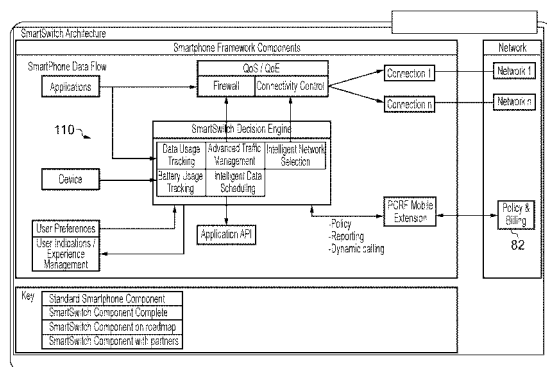 SmartSwitch Architecture
Smartphone Framework Components
Network
SmartPhone Data Flow
QoS / QoE
Applications
Firewall
Connectivity Control
Connection 1
Network 1
Connection n
Network n
110
SmartSwitch Decision Engine
Data Usage
Tracking
Advanced Traffic
Management
Intelligent Network
Selection
Device
Battery Usage
Tracking
Intelligent Data
Scheduling
User Preferences
User Indications /
Experience
Management
Application API
-Policy
-Reporting
-Dynamic calling
PCRF Mobile
Extension
Policy &
Billing
82
Key
Standard Smartphone Component
SmartSwitch Component Complete
SmartSwitch Component on roadmap
SmartSwitch Component with partners